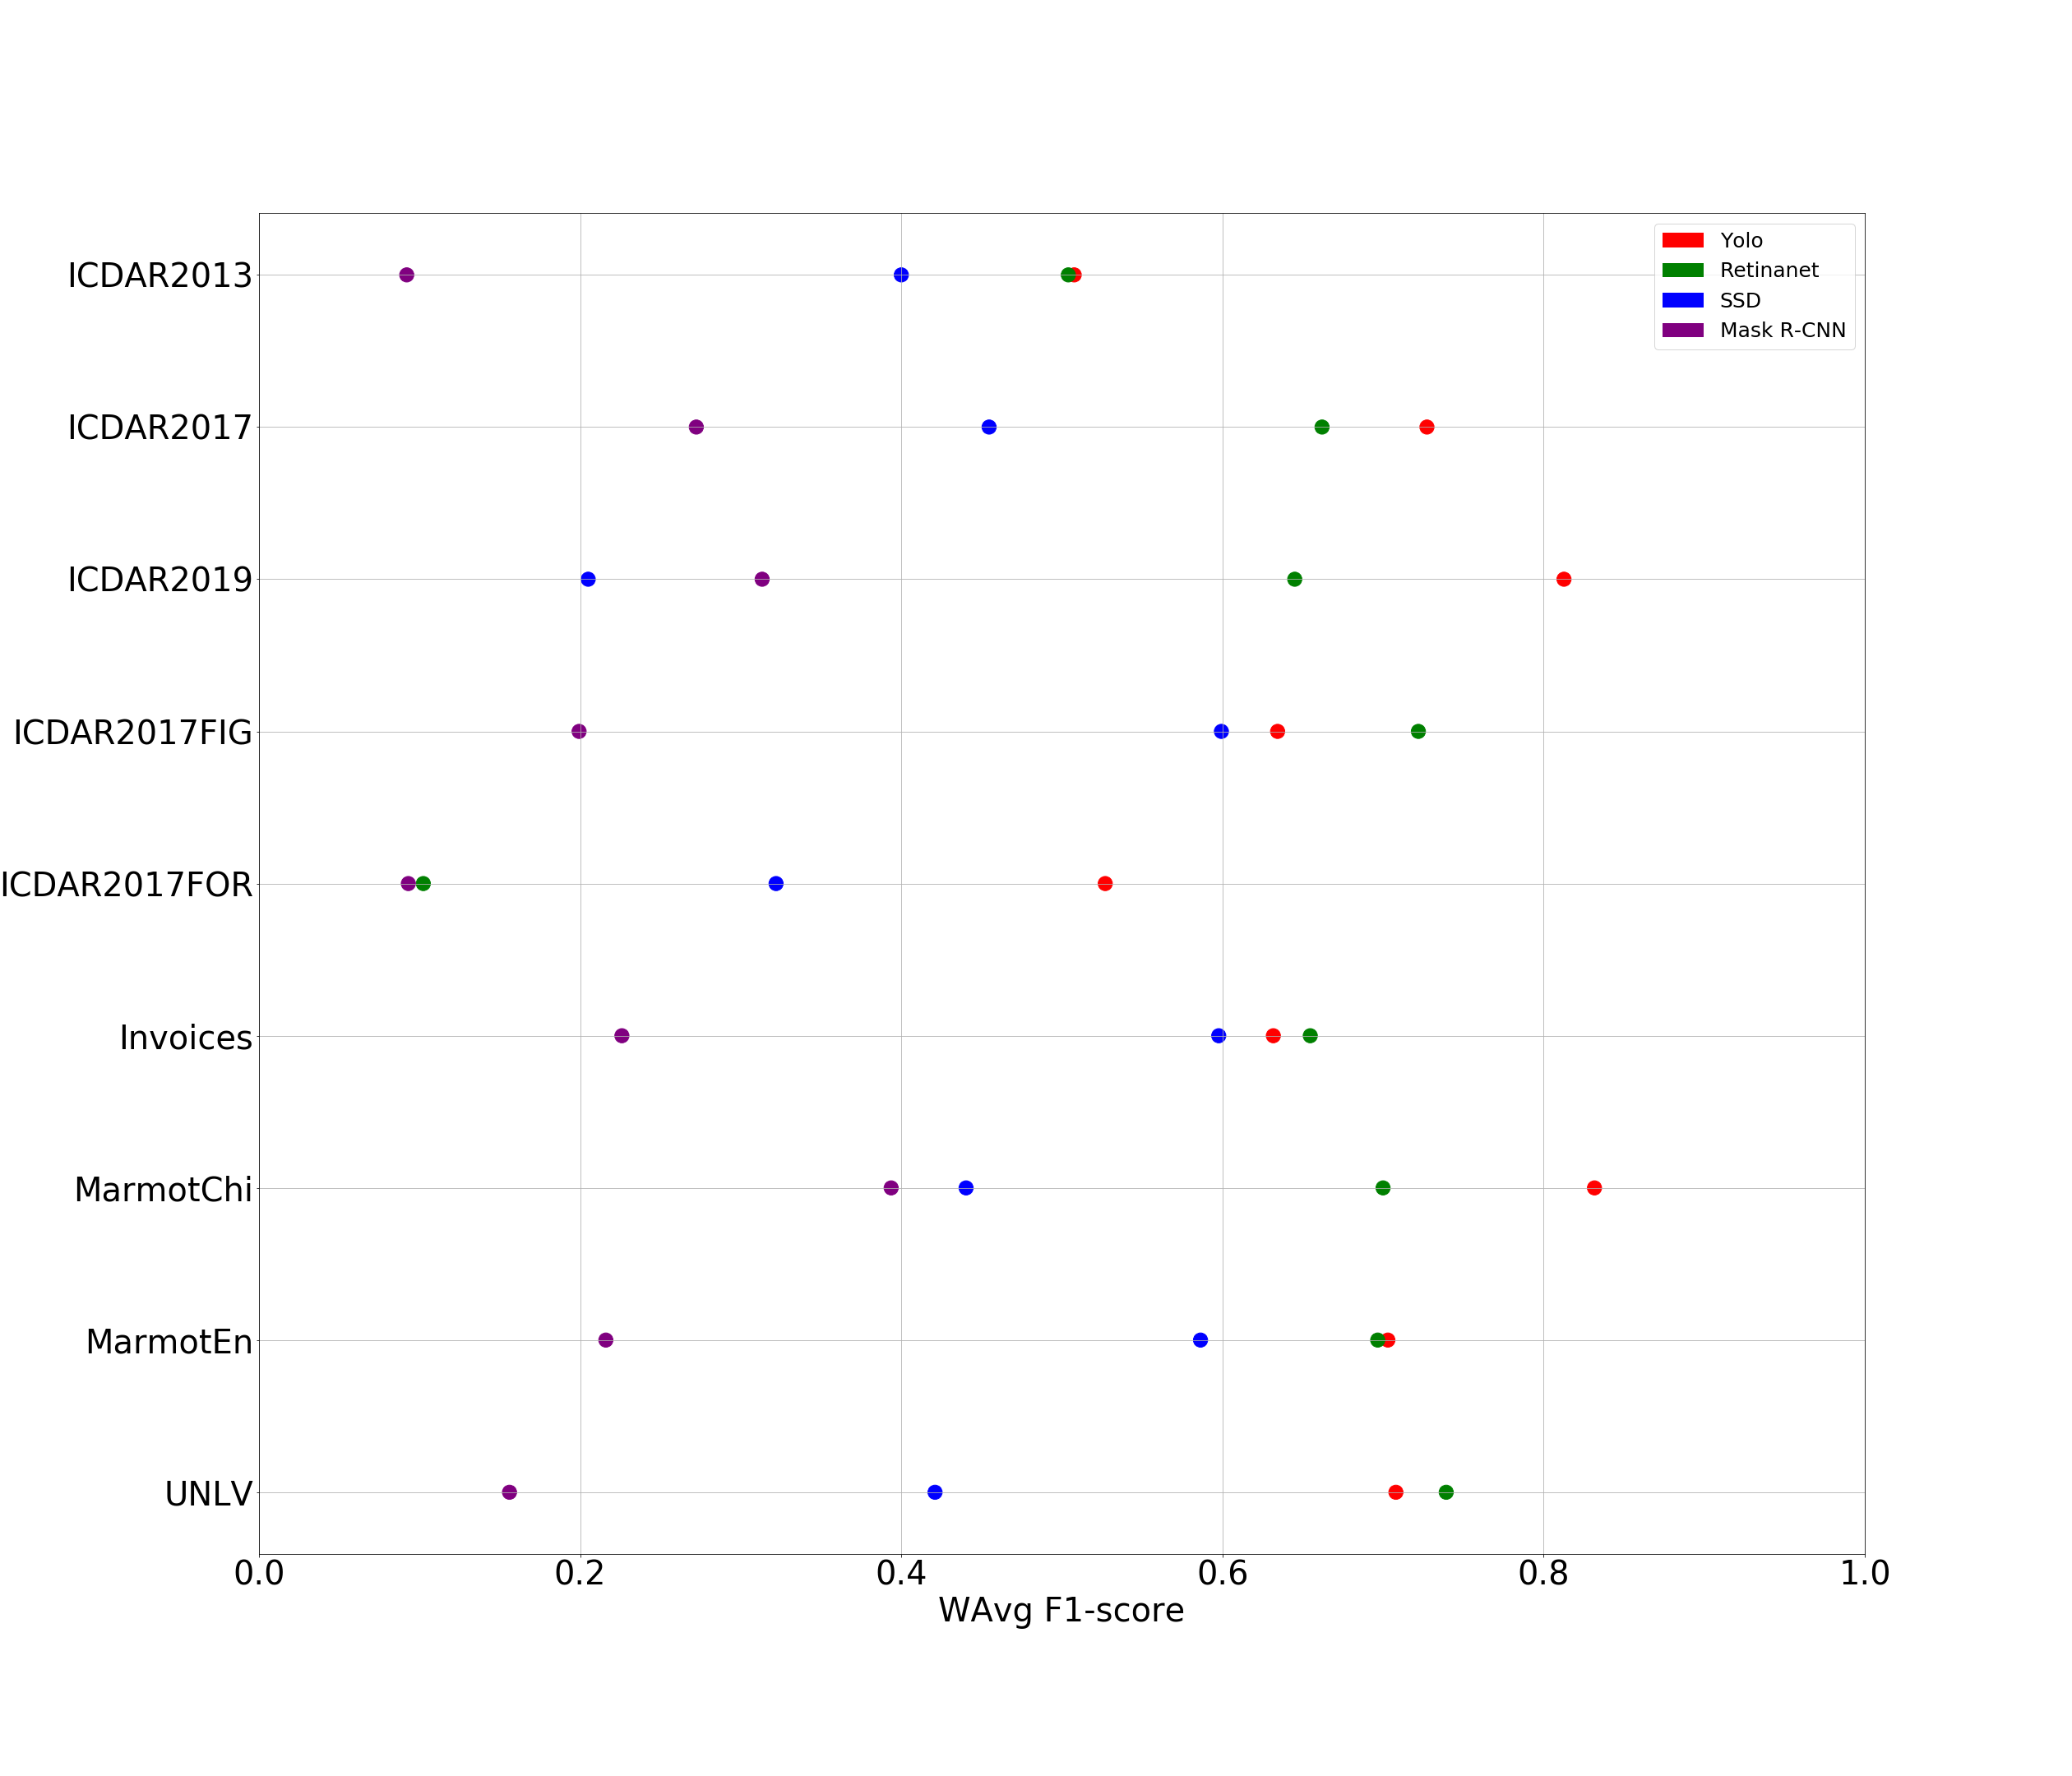 Yolo
Retinanet
SSD
Mask R-CNN
ICDAR2013
ICDAR2017
ICDAR2019
ICDAR2017FIG
ICDAR2017FOR
Invoices
MarmotChi
MarmotEn
UNLV
0.0 0.2 0.4 0.6 0.8 1.0
WAvg F1-score